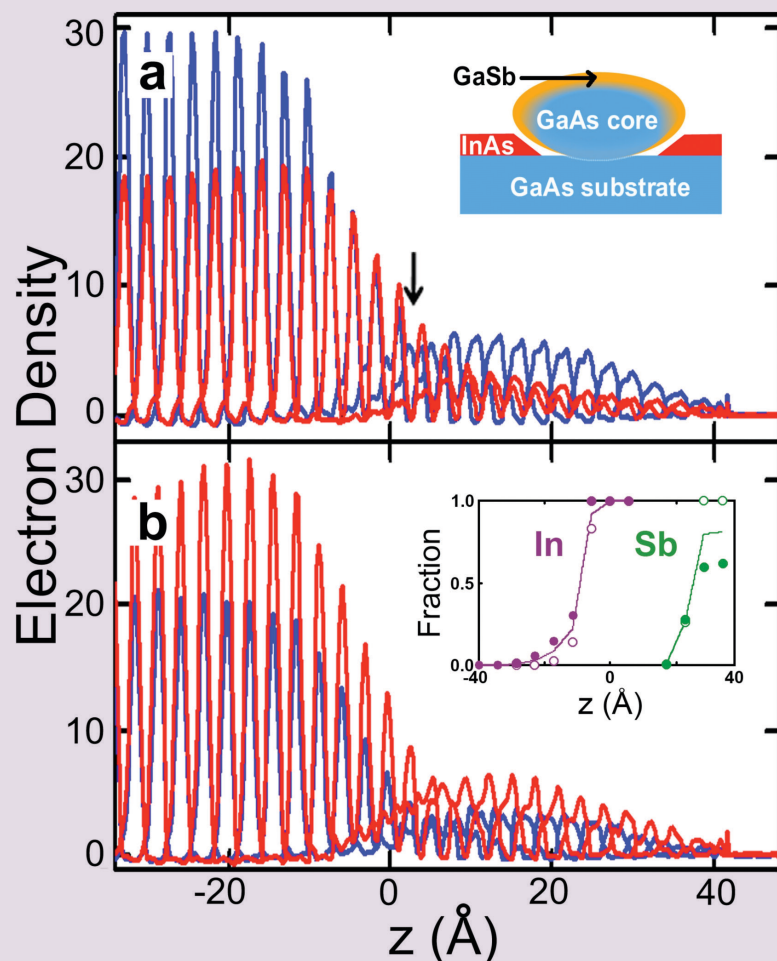 30
a
GaSb
GaAs core
InAs
GaAs substrate
20
10
0
Electron Density
b
30
20
10
0
1.0
In
Sb
0.5
Fraction
0.0
-40
0
40
z (Å)
-20
0
20
40
z (Å)